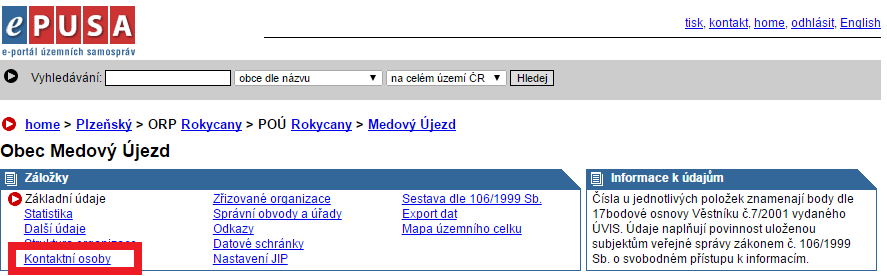 ePUSA
e-portál územních samospráv
tisk, kontakt, home, odhlásit, English
Vyhledávání: obce dle názvu na celém území ČR Hledej
home > Plzeňský > ORP Rokycany > POÚ Rokycany > Medový Újezd
Obec Medový Újezd
Záložky
Základní údaje
Statistika
Další údaje
Struktura organizace
Kontaktní osoby
Zřizované organizace
Správní obvody a úřady
Odkazy
Datové schránky
Nastavení JIP
Sestava dle 106/1999 Sb.
Export dat
Mapa územního celku
Informace k údajům
Čísla u jednotlivých položek znamenají body dle
17bodové osnovy Věstníku č.7/2001 vydaného
ÚVIS. Údaje naplňují povinnost uloženou
subjektům veřejné správy zákonem č. 106/1999
Sb. o svobodném přístupu k informacím.